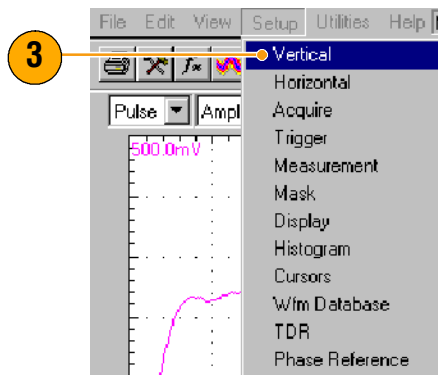 File Edit View Setup Utilities Help
3
Vertical
Horizontal
Pulse Ampl
Acquire
500.0mV
Trigger
Measurement
Mask
Display
Histogram
Cursors
Wfm Database
TDR
Phase Reference